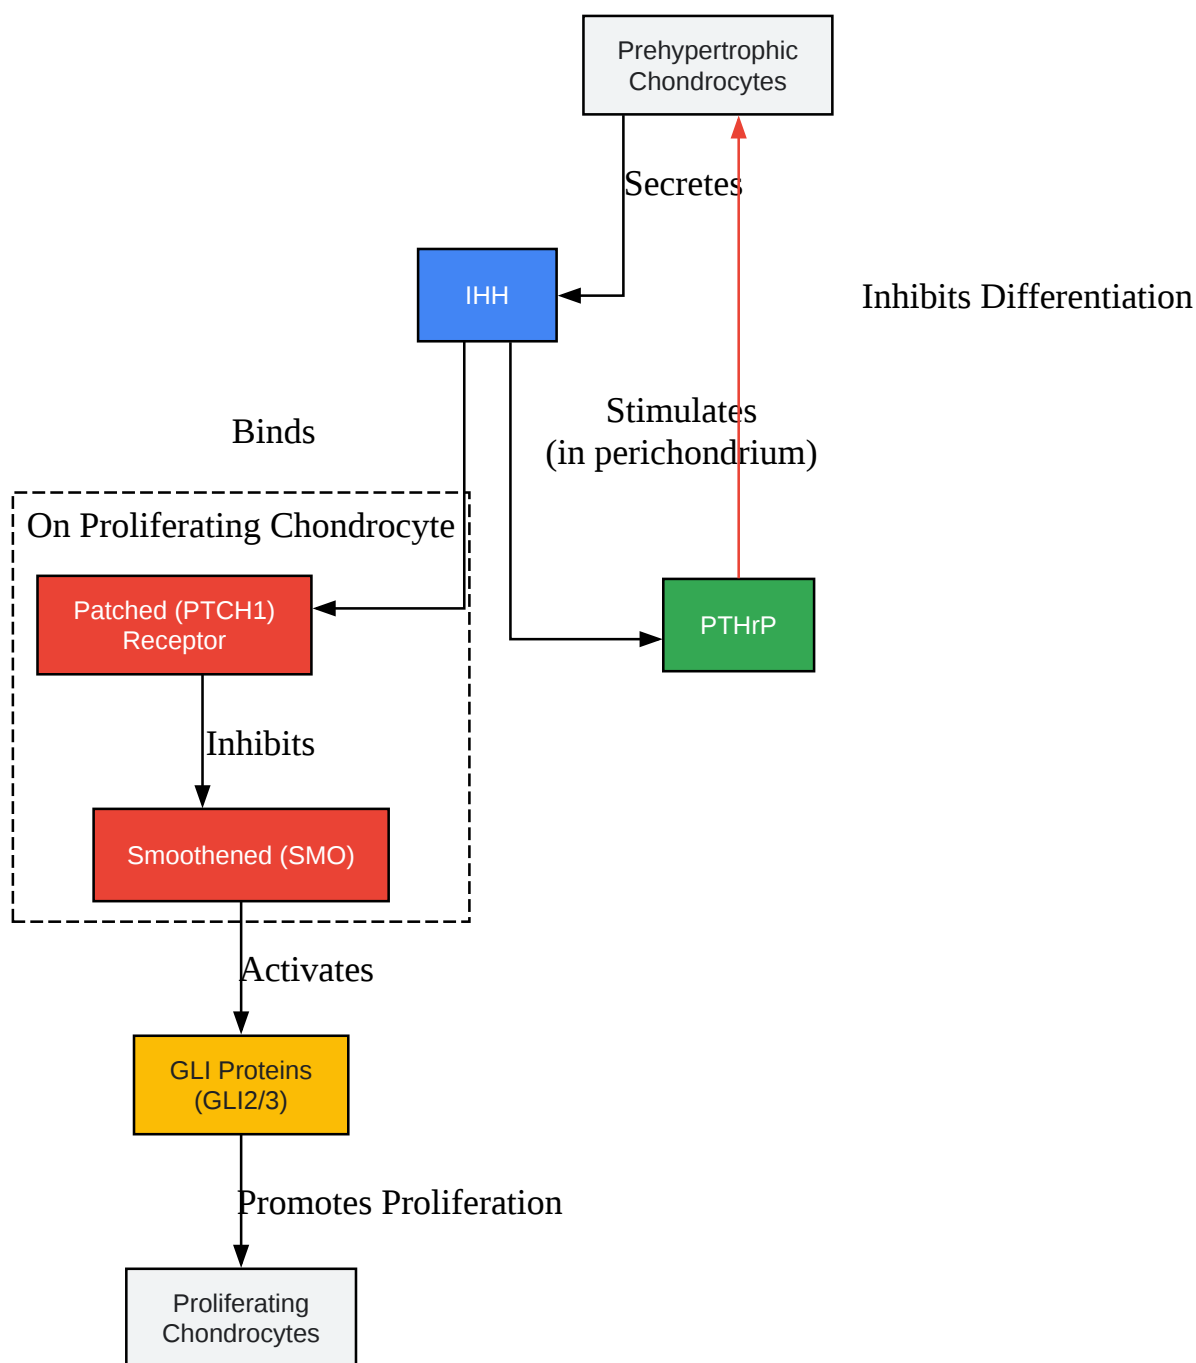 Prehypertrophic
Chondrocytes
Secretes
IHH
Inhibits Differentiation
Binds
Stimulates
(in perichondrium)
On Proliferating Chondrocyte
Patched (PTCH1)
Receptor
PTHrP
Inhibits
Smoothened (SMO)
Activates
GLI Proteins
(GLI2/3)
Promotes Proliferation
Proliferating
Chondrocytes